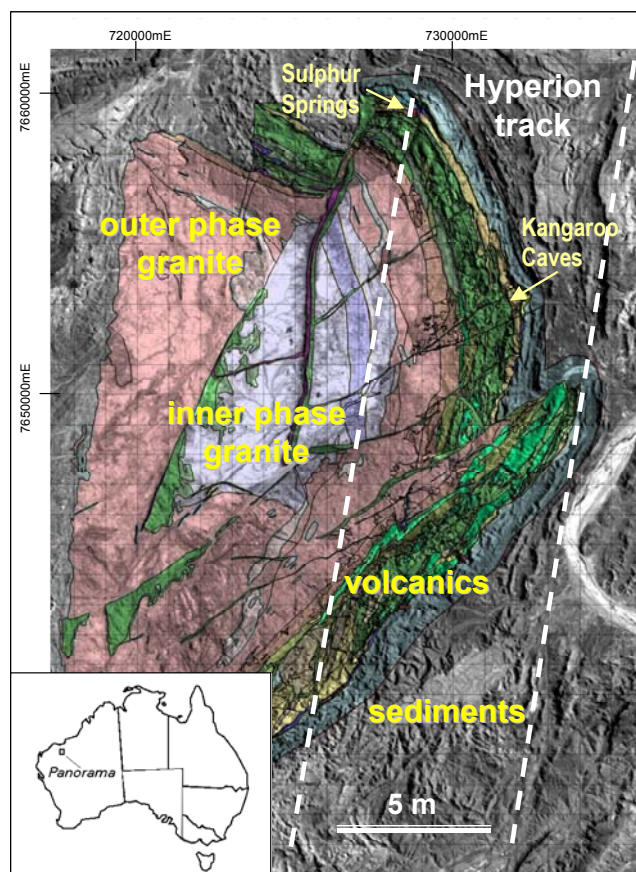 720000mE
730000mE
7660000mN
Sulphur
Springs
Hyperion
track
outer phase
granite
Kangaroo
Caves
7650000mE
inner phase
granite
volcanics
sediments
Panorama
5 m